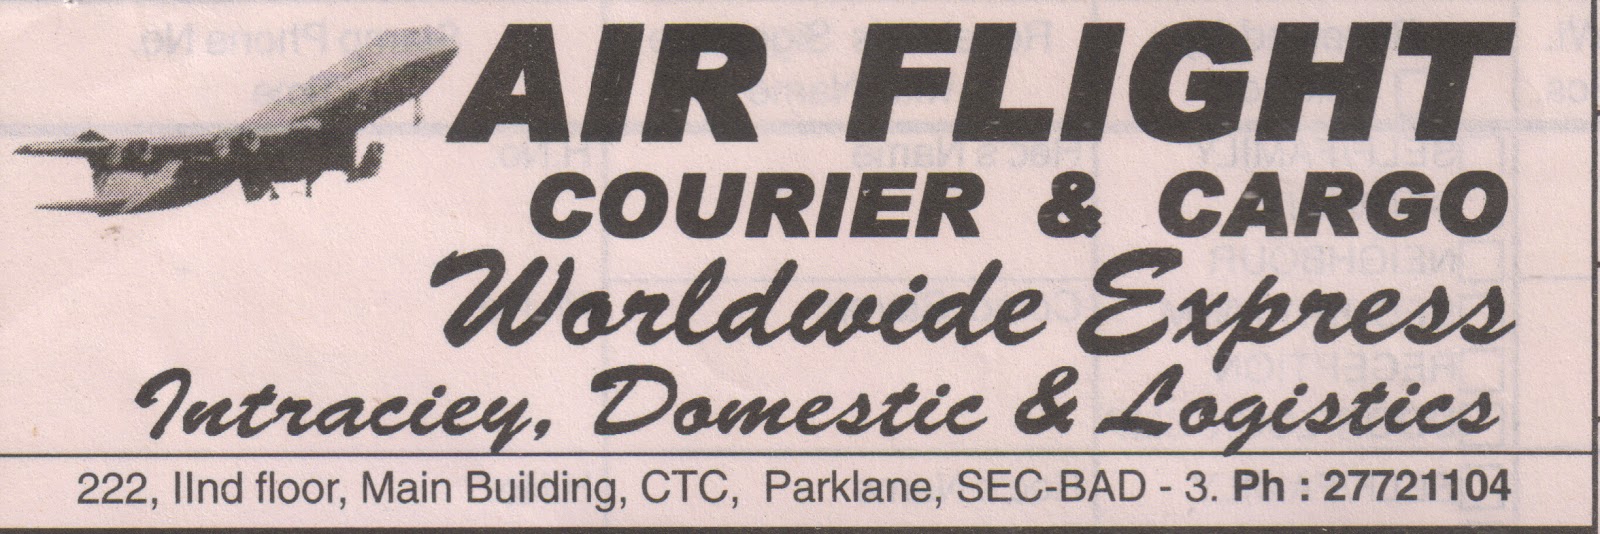 AIR FLIGHT
COURIER & CARGO
Worldwide Express
Intraciey, Domestic & Logistics
222, IInd floor, Main Building, CTC, Parklane, SEC-BAD - 3. Ph : 27721104